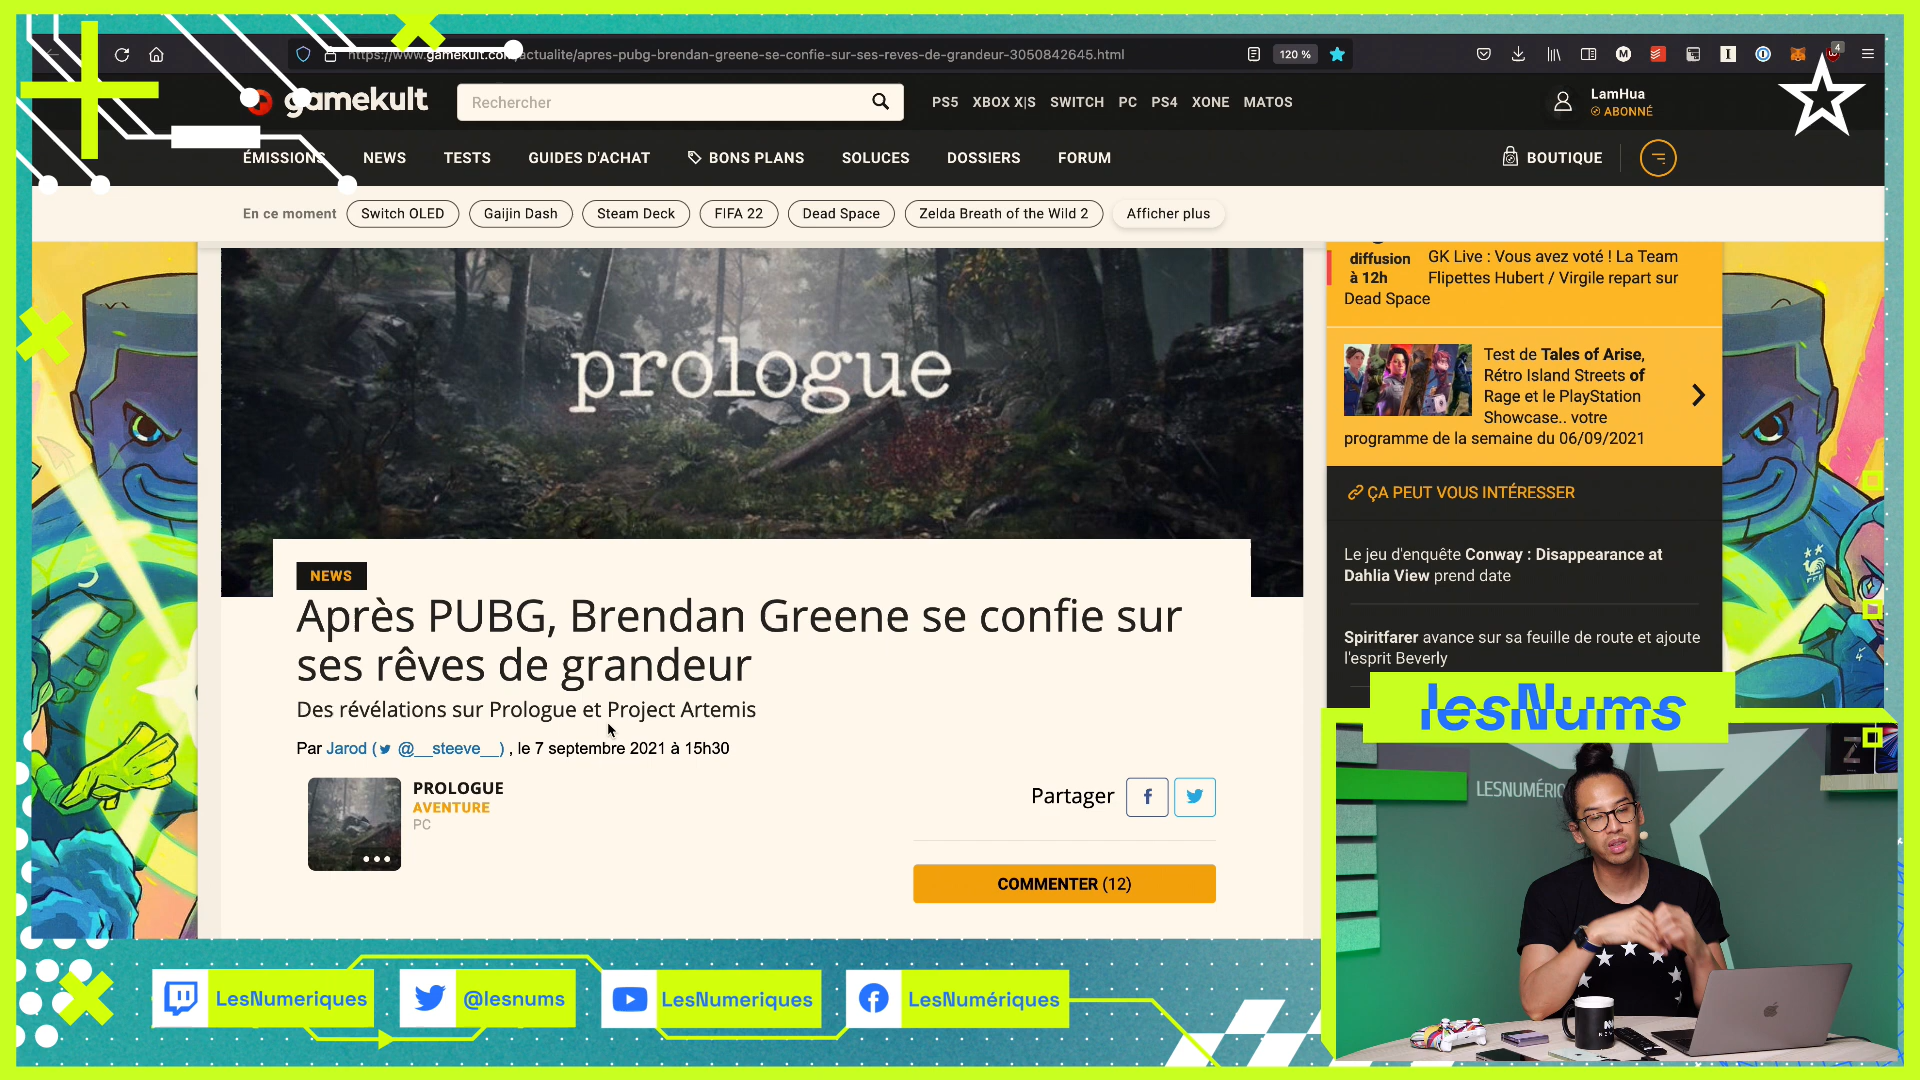 https://www.gamekult.com/actualite/apres-pubg-brendan-greene-se-confie-sur-ses-reves-de-grandeur-3050842645.html
120 %
4
gamekult
Rechercher
PS5 XBOX X|S SWITCH PC PS4 XONE MATOS
LamHua
ABONNÉ
ÉMISSIONS NEWS TESTS GUIDES D'ACHAT BONS PLANS SOLUCES DOSSIERS FORUM
BOUTIQUE
En ce moment Switch OLED Gaijin Dash Steam Deck FIFA 22 Dead Space Zelda Breath of the Wild 2 Afficher plus
prologue
NEWS
Après PUBG, Brendan Greene se confie sur
ses rêves de grandeur
Des révélations sur Prologue et Project Artemis
Par Jarod ( @__steeve__) , le 7 septembre 2021 à 15h30
PROLOGUE
AVENTURE
PC
Partager
COMMENTER (12)
diffusion
à 12h
GK Live : Vous avez voté ! La Team
Flipettes Hubert / Virgile repart sur
Dead Space
Test de Tales of Arise,
Rétro Island Streets of
Rage et le PlayStation
Showcase.. votre
programme de la semaine du 06/09/2021
ÇA PEUT VOUS INTÉRESSER
Le jeu d'enquête Conway : Disappearance at
Dahlia View prend date
Spiritfarer avance sur sa feuille de route et ajoute
l'esprit Beverly
lesNums
LESNUMÉRIQ
LesNumeriques
@lesnums
LesNumeriques
LesNumériques